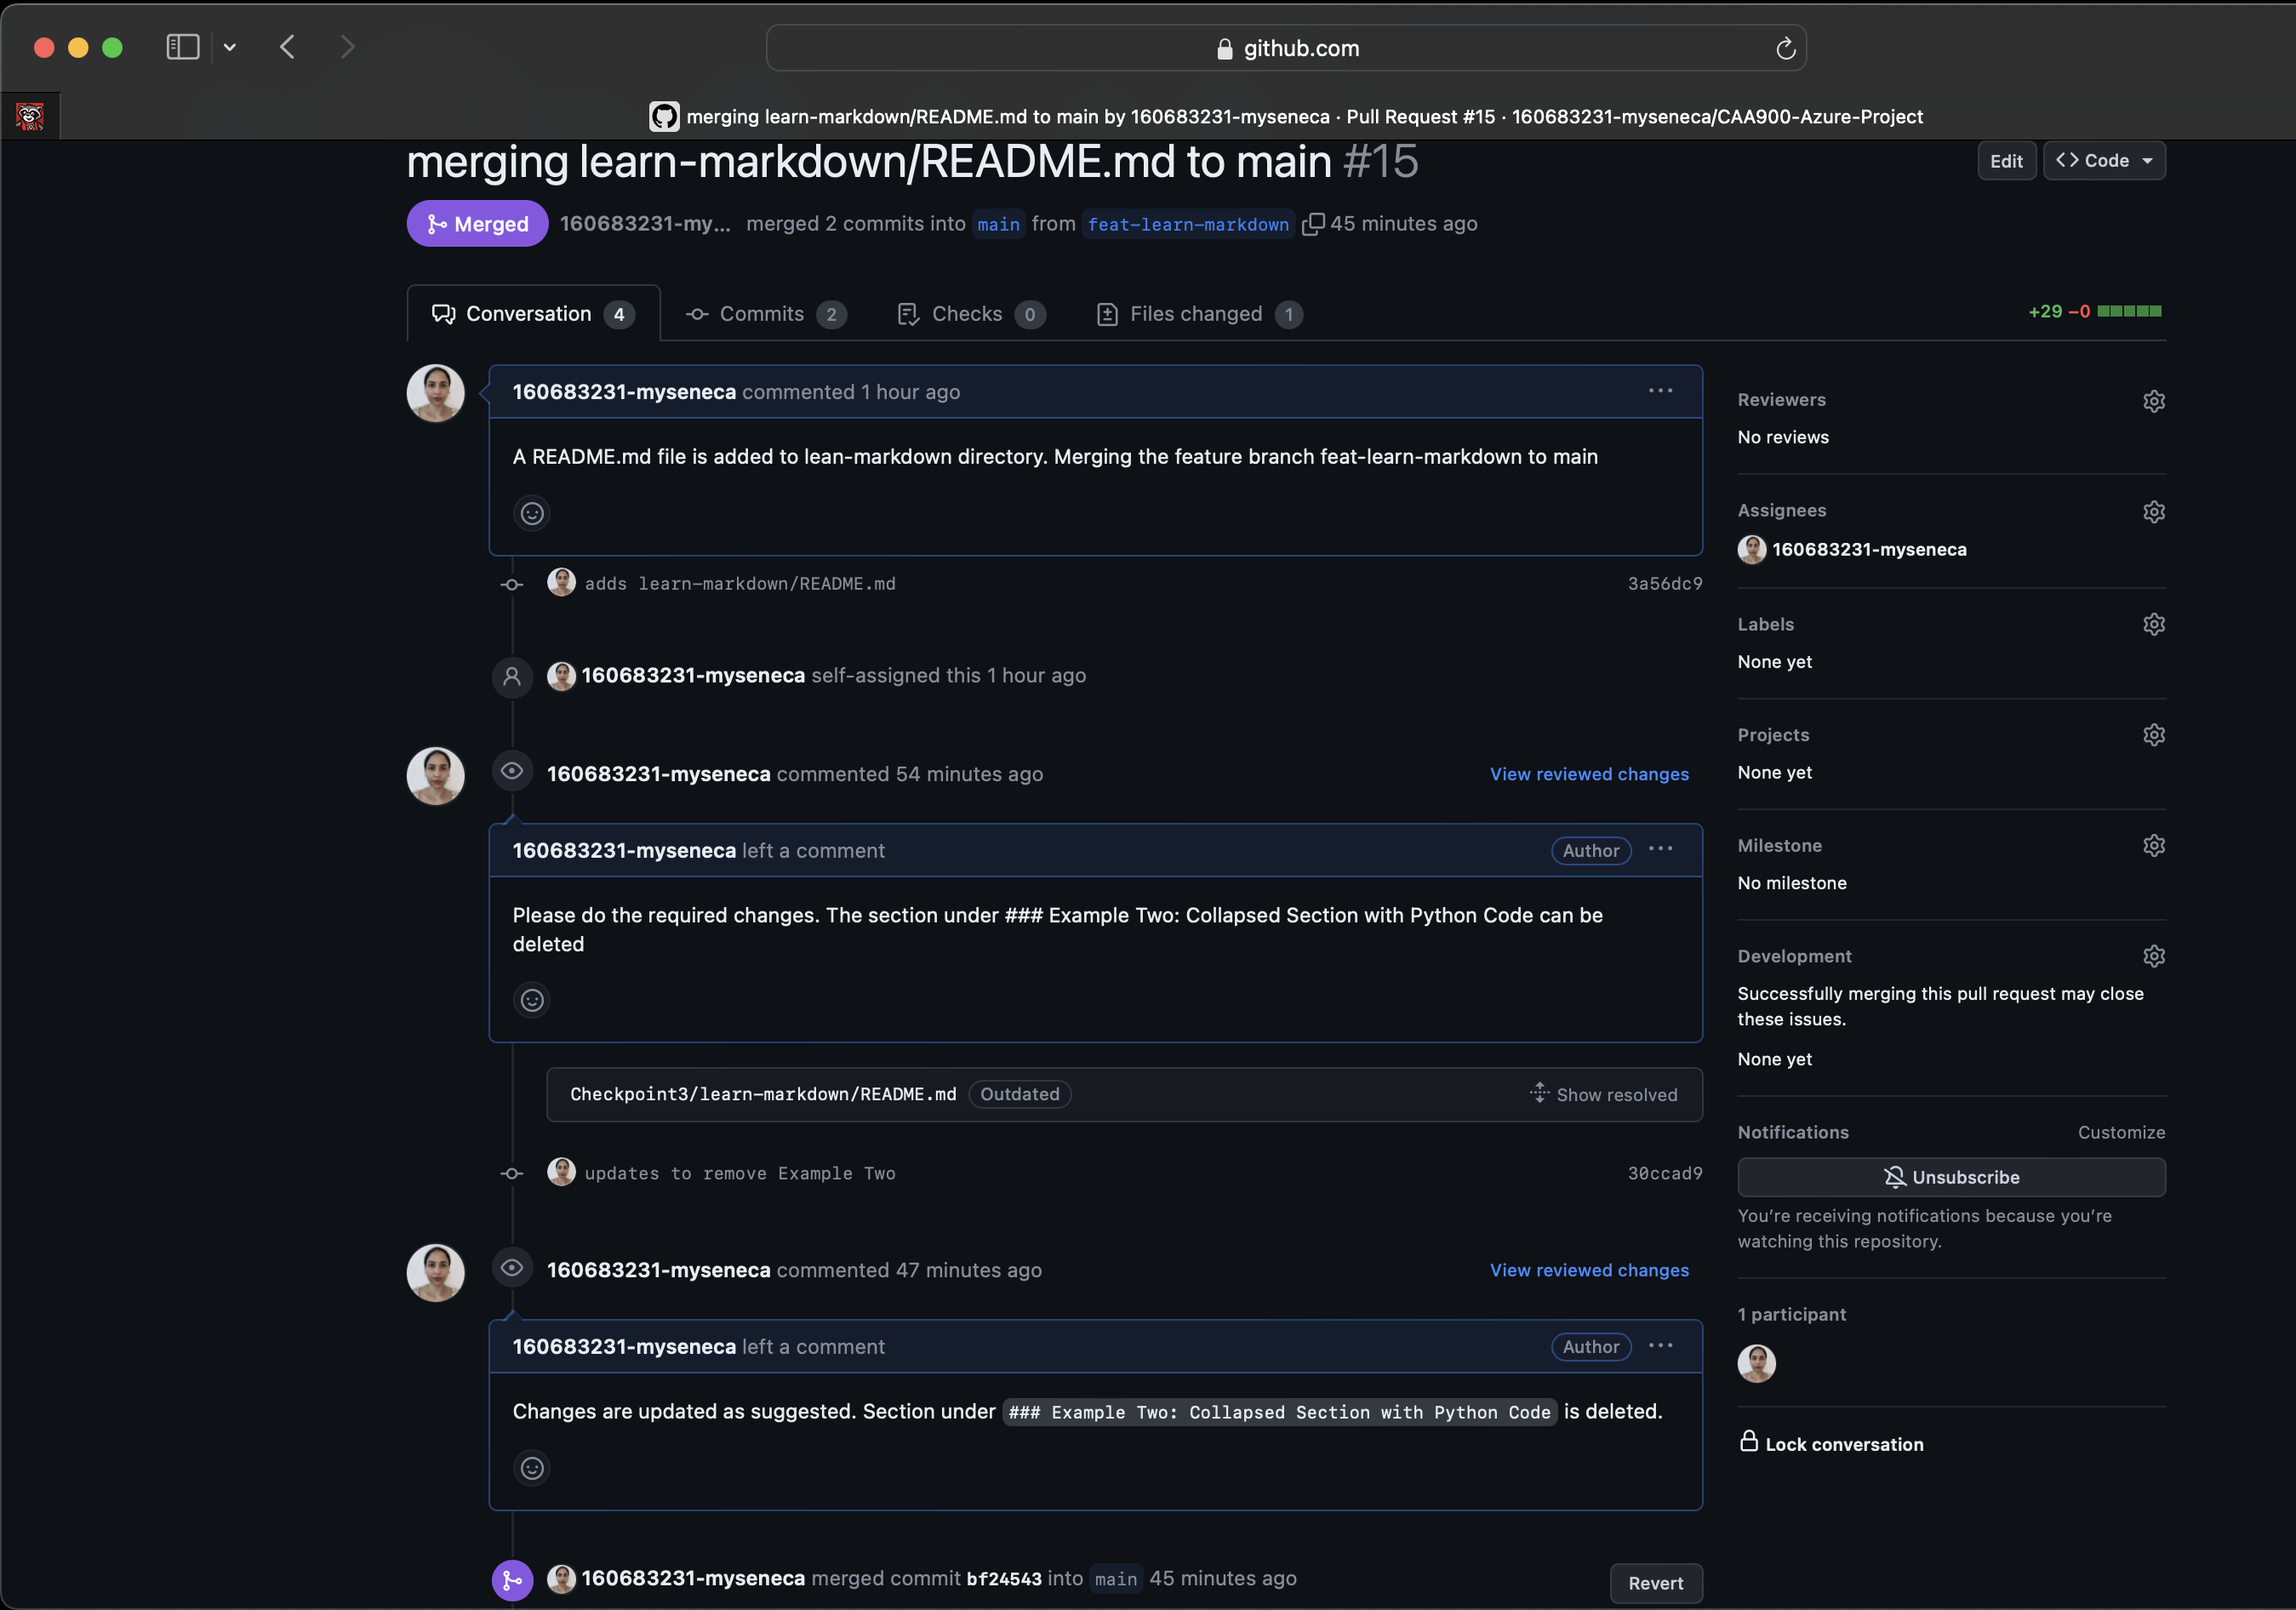 github.com
merging learn-markdown/README.md to main by 160683231-myseneca · Pull Request #15 · 160683231-myseneca/CAA900-Azure-Project
merging learn-markdown/README.md to main #15
Edit
<> Code
Merged
160683231-my... merged 2 commits into main from feat-learn-markdown 45 minutes ago
Conversation 4
Commits 2
Checks 0
Files changed 1
+29 −0
160683231-myseneca commented 1 hour ago
A README.md file is added to lean-markdown directory. Merging the feature branch feat-learn-markdown to main
adds learn-markdown/README.md 3a56dc9
160683231-myseneca self-assigned this 1 hour ago
160683231-myseneca commented 54 minutes ago View reviewed changes
160683231-myseneca left a comment Author
Please do the required changes. The section under ### Example Two: Collapsed Section with Python Code can be
deleted
Checkpoint3/learn-markdown/README.md Outdated Show resolved
updates to remove Example Two 30ccad9
160683231-myseneca commented 47 minutes ago View reviewed changes
160683231-myseneca left a comment Author
Changes are updated as suggested. Section under ### Example Two: Collapsed Section with Python Code is deleted.
160683231-myseneca merged commit bf24543 into main 45 minutes ago
Revert
Reviewers
No reviews
Assignees
160683231-myseneca
Labels
None yet
Projects
None yet
Milestone
No milestone
Development
Successfully merging this pull request may close
these issues.
None yet
Notifications Customize
Unsubscribe
You're receiving notifications because you're
watching this repository.
1 participant
Lock conversation